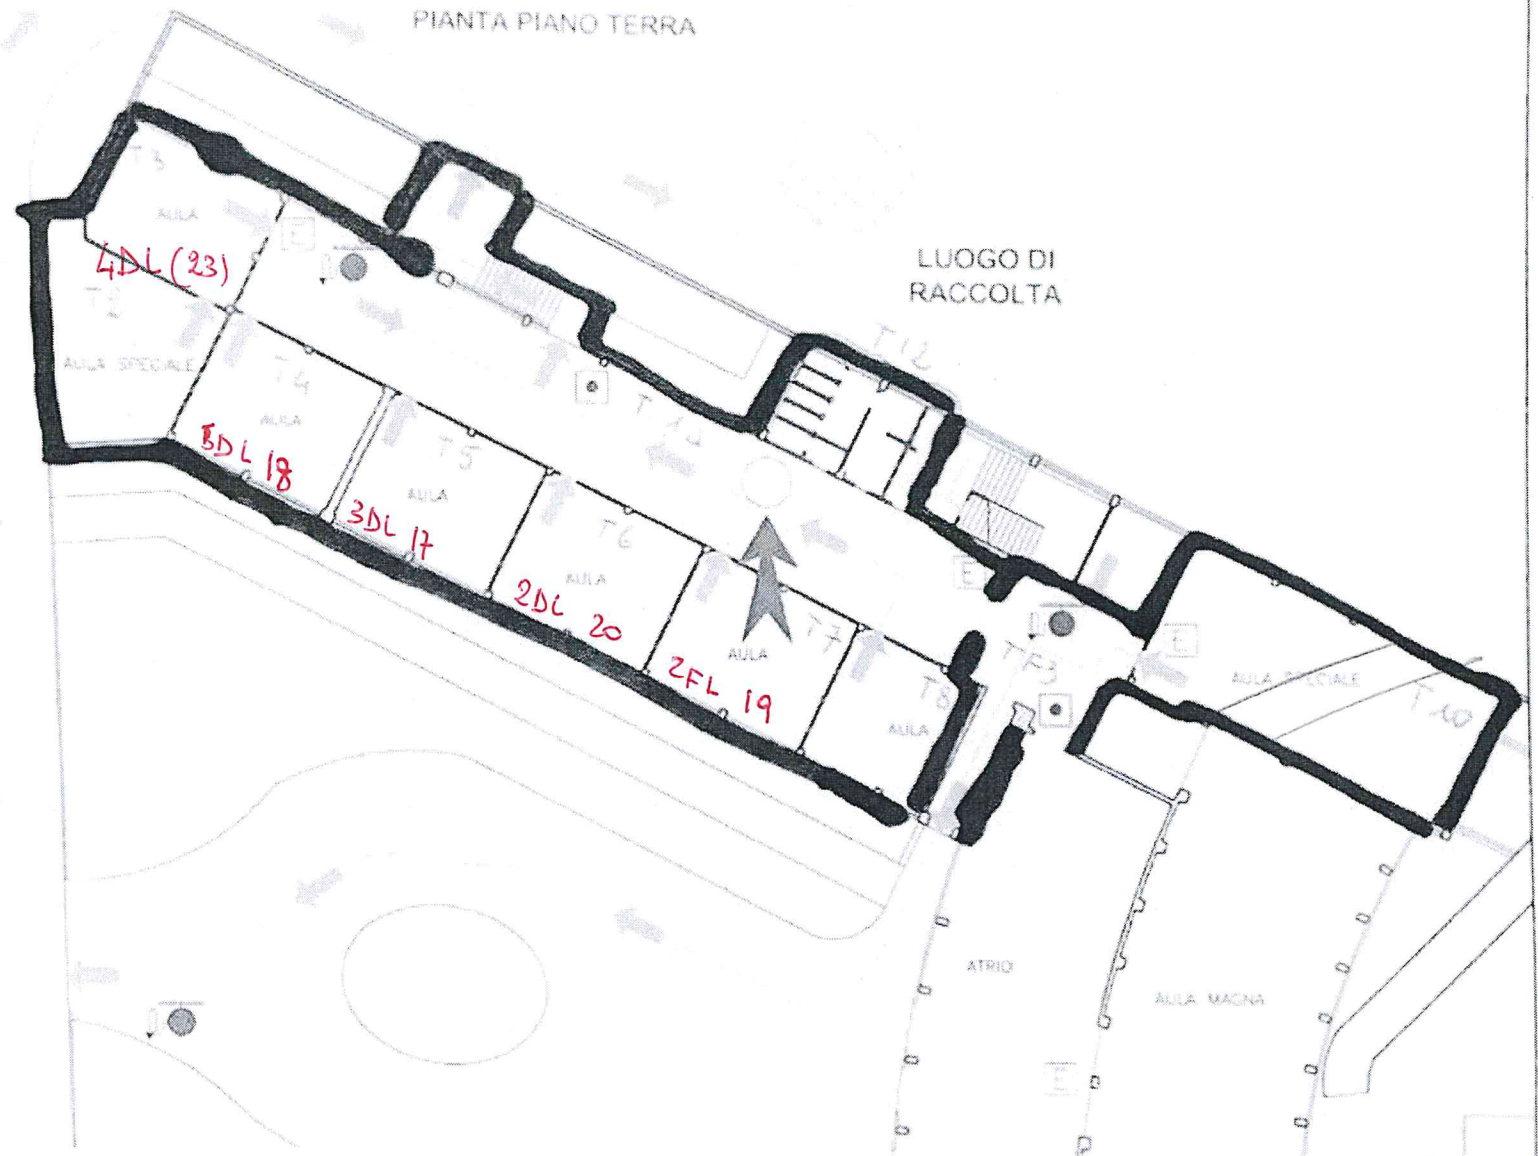 PIANTA PIANO TERRA
T3
AULA
E
4DL (23)
T2
AULA SPECIALE
LUOGO DI
RACCOLTA
T12
T4
AULA
5DL 18
T5
AULA
3DL 17
T6
AULA
2DL 20
T7
AULA
2FL 19
T8
AULA
E
E
AULA SPECIALE
T10
ATRIO
AULA MAGNA
E